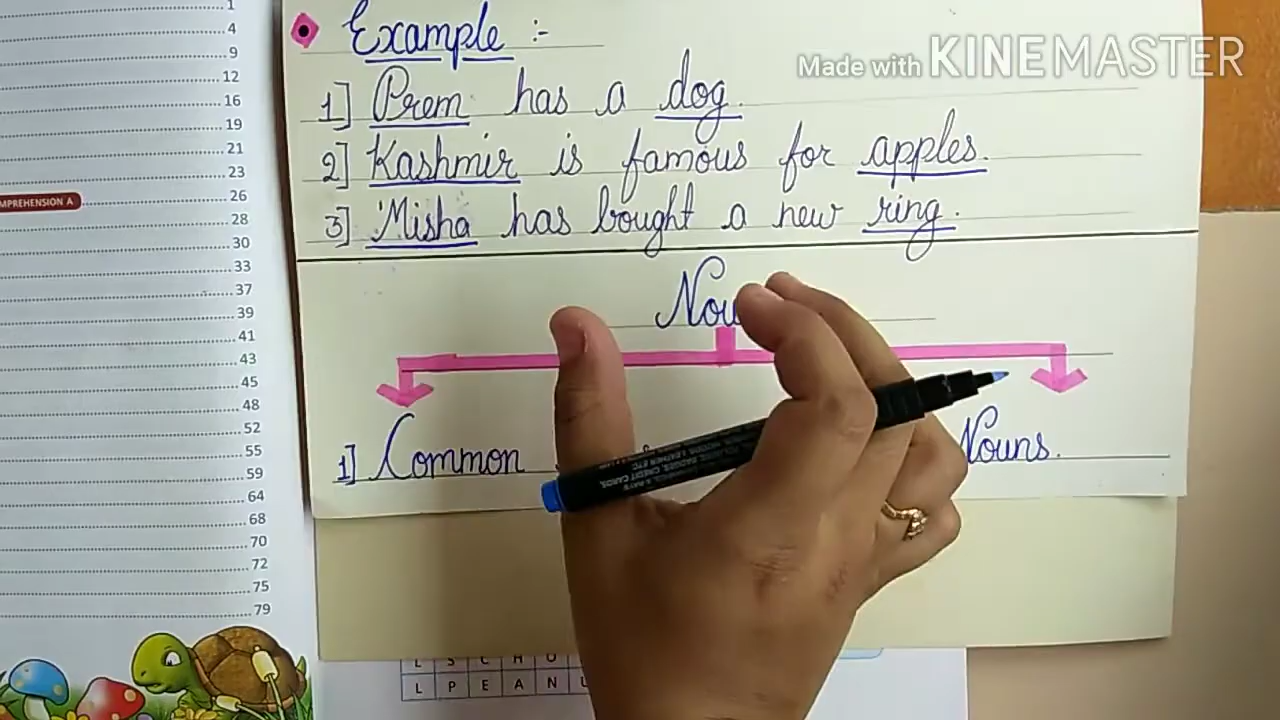 1
4
9
12
16
19
21
23
26
28
30
33
37
39
41
43
45
48
52
55
59
64
68
70
72
75
79
MPREHENSION A
Made with KINEMASTER
Example :-
1] Prem has a dog.
2] Kashmir is famous for apples.
3] Misha has bought a new ring.
Nou
1] Common
Nouns.
L S C H O
L P E A N